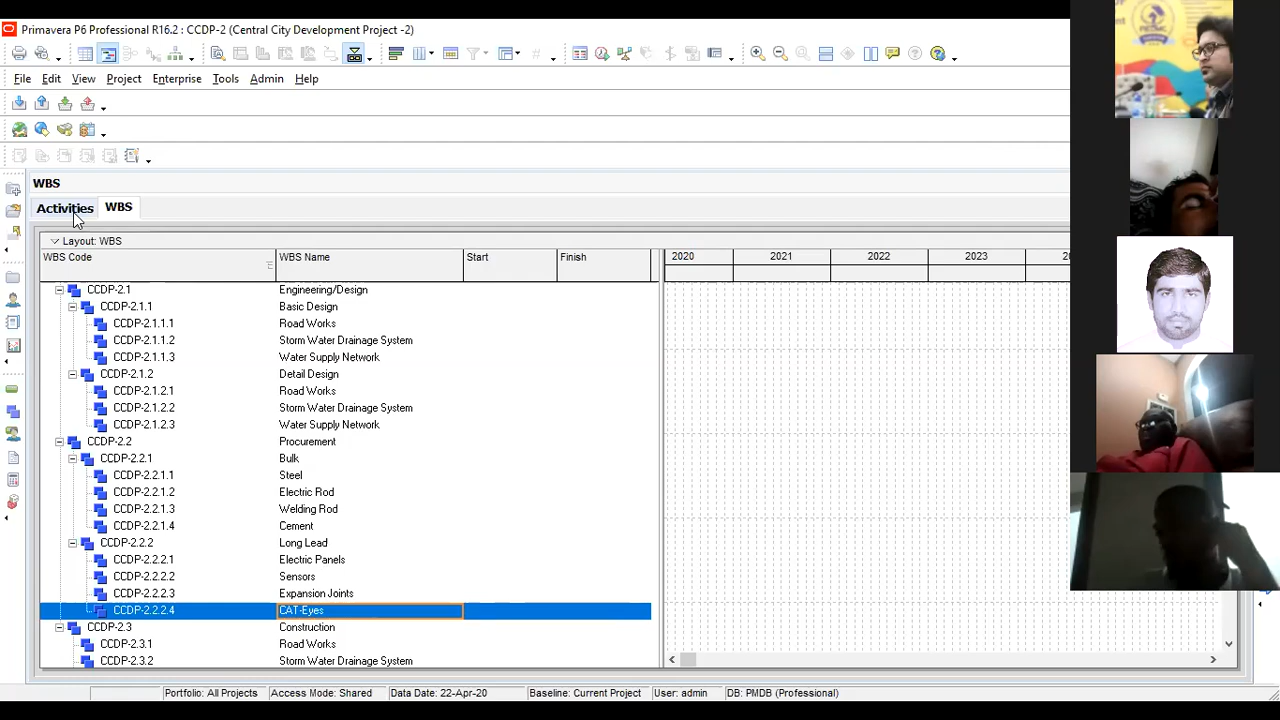 Primavera P6 Professional R16.2 : CCDP-2 (Central City Development Project -2)
File Edit View Project Enterprise Tools Admin Help
WBS
Activities WBS
Layout: WBS
WBS Code WBS Name Start Finish 2020 2021 2022 2023
CCDP-2.1 Engineering/Design
CCDP-2.1.1 Basic Design
CCDP-2.1.1.1 Road Works
CCDP-2.1.1.2 Storm Water Drainage System
CCDP-2.1.1.3 Water Supply Network
CCDP-2.1.2 Detail Design
CCDP-2.1.2.1 Road Works
CCDP-2.1.2.2 Storm Water Drainage System
CCDP-2.1.2.3 Water Supply Network
CCDP-2.2 Procurement
CCDP-2.2.1 Bulk
CCDP-2.2.1.1 Steel
CCDP-2.2.1.2 Electric Rod
CCDP-2.2.1.3 Welding Rod
CCDP-2.2.1.4 Cement
CCDP-2.2.2 Long Lead
CCDP-2.2.2.1 Electric Panels
CCDP-2.2.2.2 Sensors
CCDP-2.2.2.3 Expansion Joints
CCDP-2.2.2.4 CAT-Eyes
CCDP-2.3 Construction
CCDP-2.3.1 Road Works
CCDP-2.3.2 Storm Water Drainage System
Portfolio: All Projects Access Mode: Shared Data Date: 22-Apr-20 Baseline: Current Project User: admin DB: PMDB (Professional)